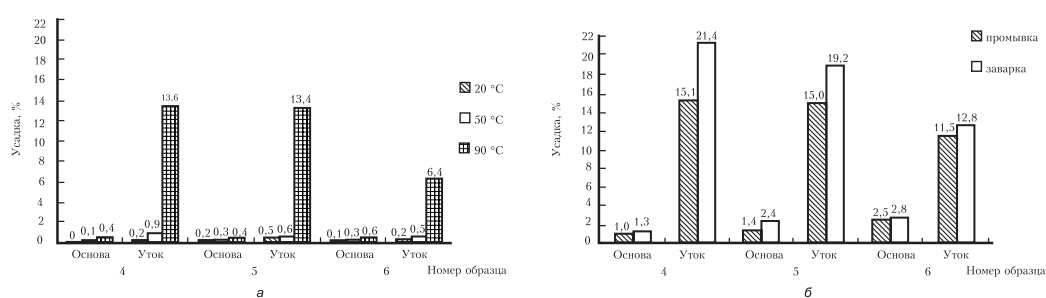 Усадка, %
22
20
18
16
14
12
10
8
6
4
2
0
0 0,1 0,4 0,2 0,9 13,6
0,2 0,3 0,4 0,5 0,6 13,4
0,1 0,3 0,6 0,2 0,5 6,4
20 °C
50 °C
90 °C
Основа Уток Основа Уток Основа Уток
4 5 6 Номер образца
а
Усадка, %
22
20
18
16
14
12
10
8
6
4
2
0
1,0 1,3 15,1 21,4
1,4 2,4 15,0 19,2
2,5 2,8 11,5 12,8
промывка
заварка
Основа Уток Основа Уток Основа Уток
4 5 6 Номер образца
б